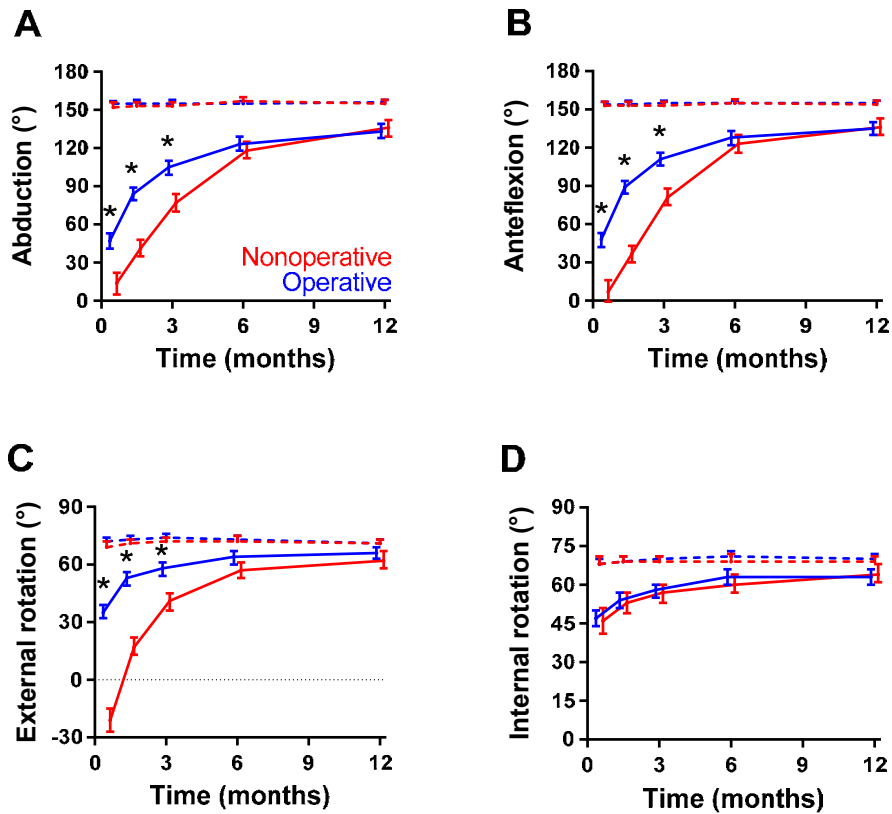 A
180
150
120
90
60
30
0
Abduction (°)
*
*
*
Nonoperative
Operative
0 3 6 9 12
Time (months)
B
180
150
120
90
60
30
0
Anteflexion (°)
*
*
*
0 3 6 9 12
Time (months)
C
90
60
30
0
-30
External rotation (°)
*
*
*
0 3 6 9 12
Time (months)
D
90
75
60
45
30
15
0
Internal rotation (°)
0 3 6 9 12
Time (months)